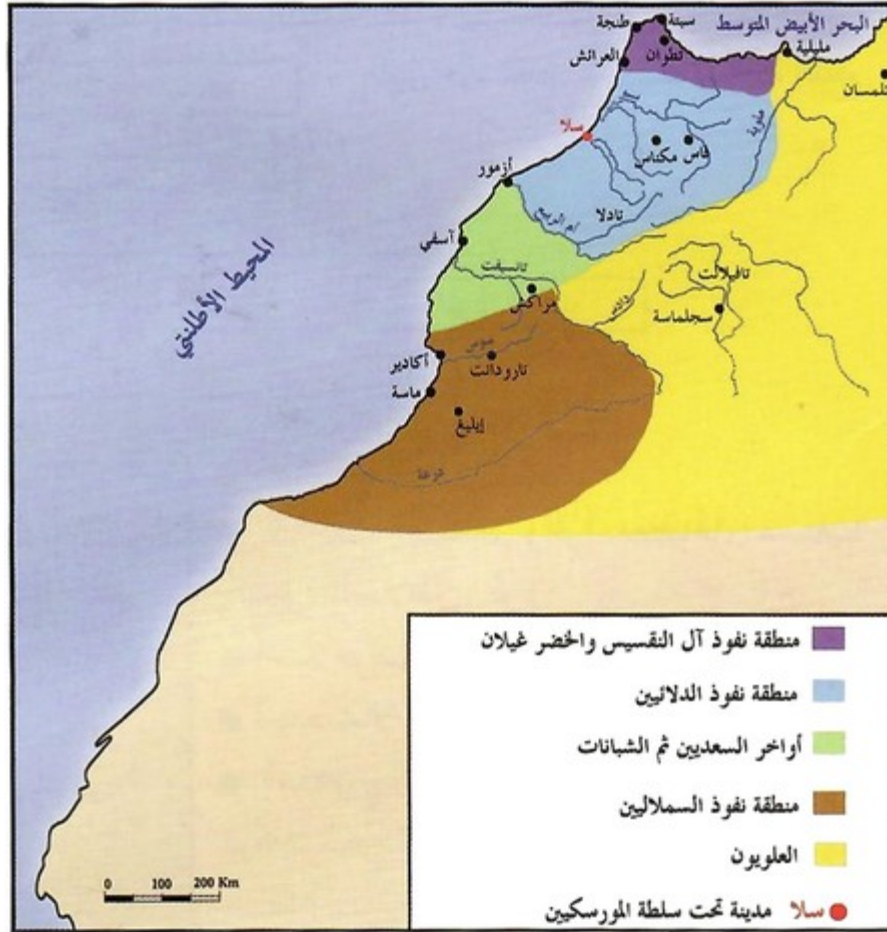 البحر الأبيض المتوسط
سبتة
طنجة
تطوان
مليلية
العرائش
تلمسان
ملوية
سلا
فاس
مكناس
أزمور
تادلا
أم الربيع
آسفي
المحيط الأطلنتي
تانسيفت
تافيلالت
مراكش
دادس
سجلماسة
سوس
أكادير
تارودانت
ماسة
إيليغ
درعة
منطقة نفوذ آل النقسيس والخضر غيلان
منطقة نفوذ الدلائيين
أواخر السعديين ثم الشبانات
منطقة نفوذ السملاليين
العلويون
سلا مدينة تحت سلطة المورسكيين
0 100 200 Km